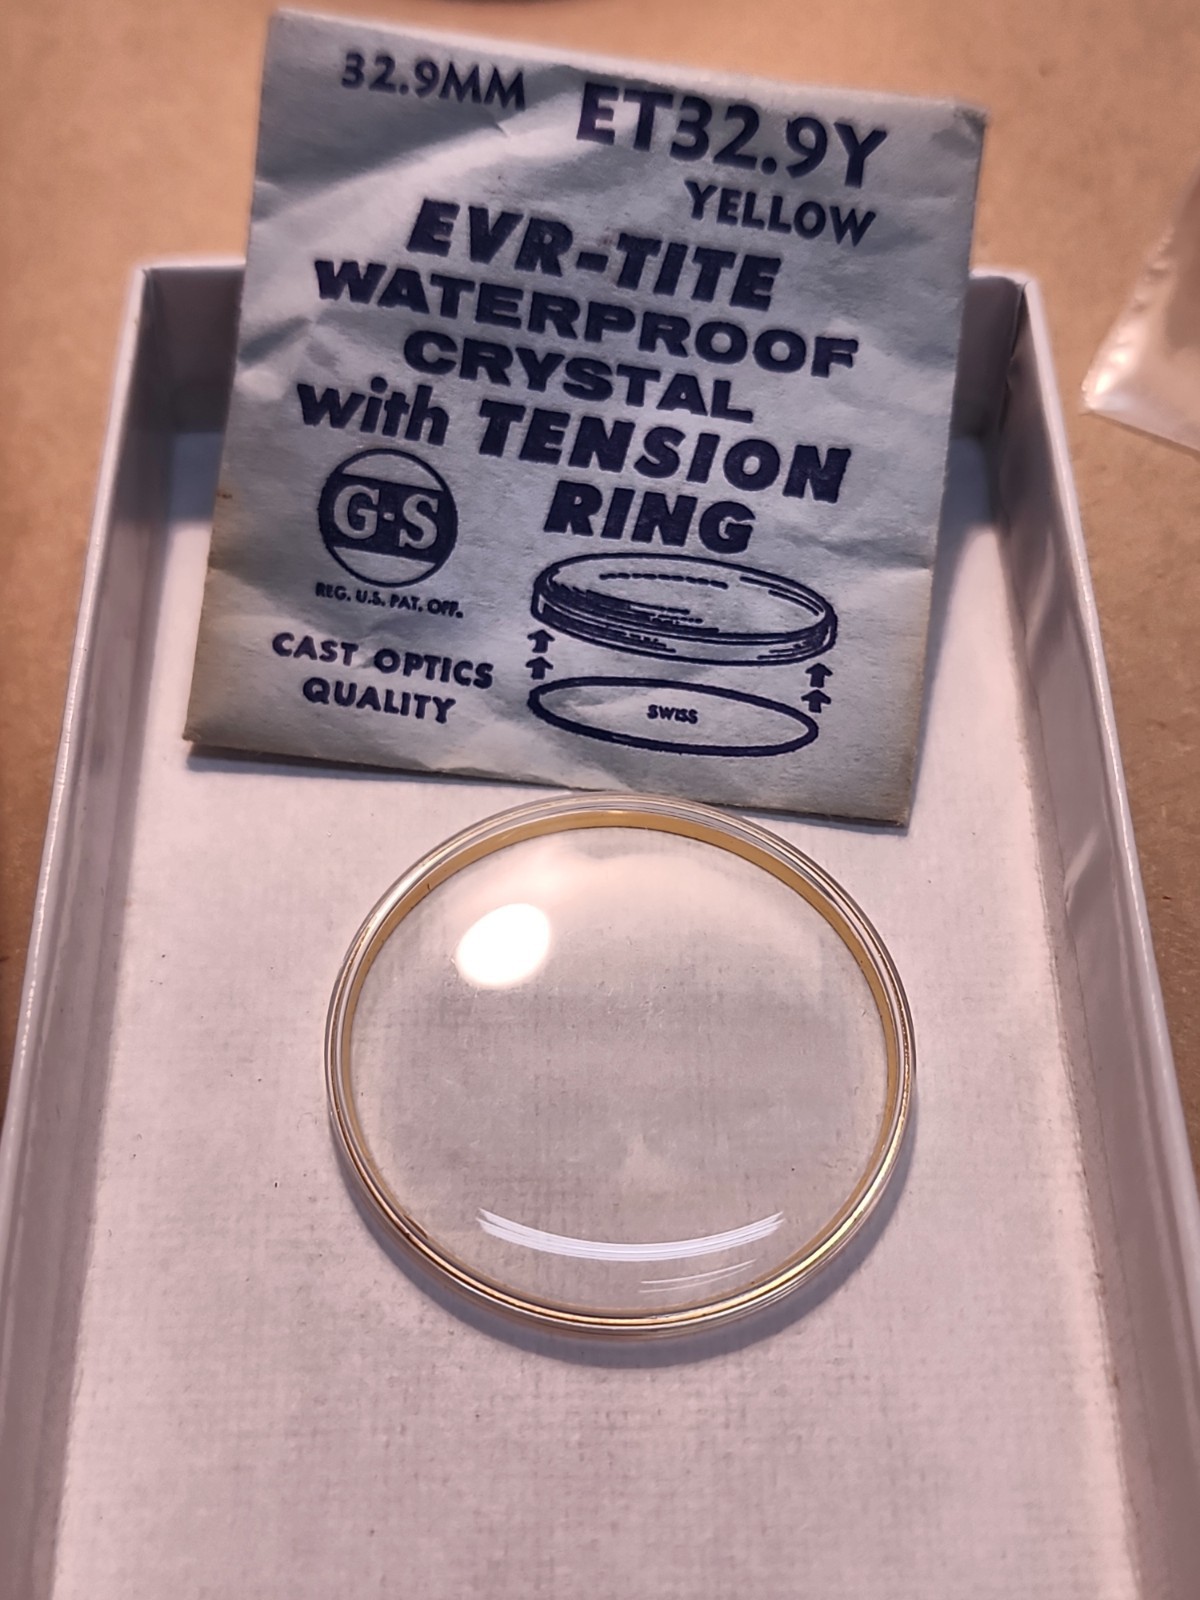 32.9MM ET32.9Y
YELLOW
EVR-TITE
WATERPROOF
CRYSTAL
with TENSION
RING
G-S
REG. U.S. PAT. OFF.
CAST OPTICS
QUALITY
SWISS